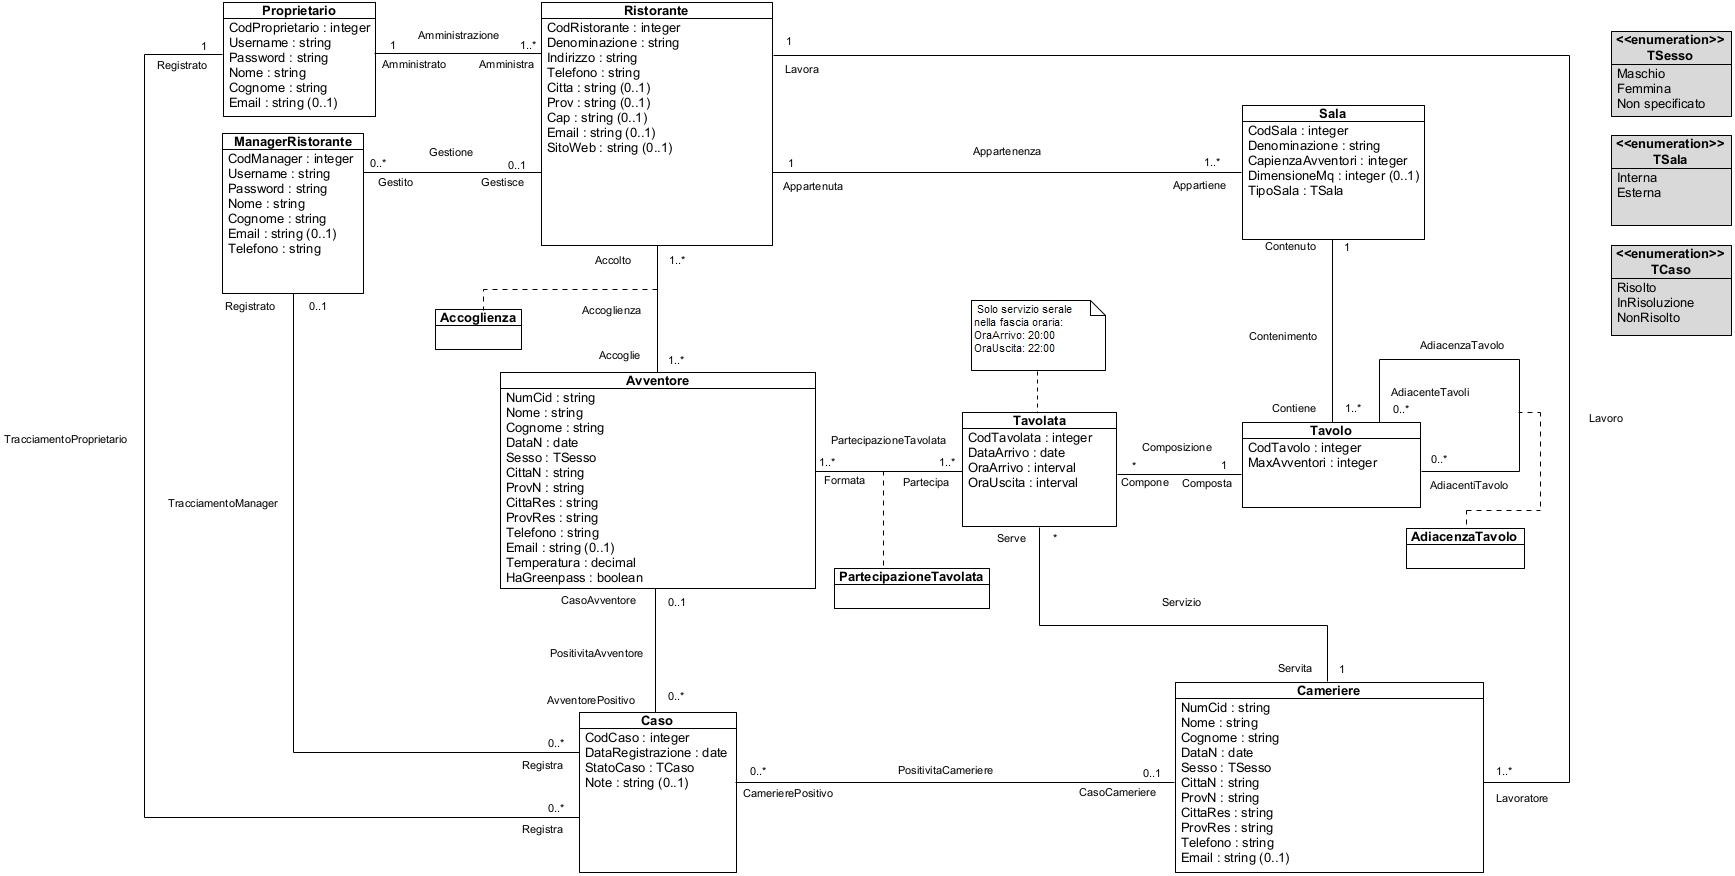 Proprietario
CodProprietario : integer
Username : string
Password : string
Nome : string
Cognome : string
Email : string (0..1)
1
Registrato
Amministrazione
1
1..*
Amministrato
Amministra
Ristorante
CodRistorante : integer
Denominazione : string
Indirizzo : string
Telefono : string
Citta : string (0..1)
Prov : string (0..1)
Cap : string (0..1)
Email : string (0..1)
SitoWeb : string (0..1)
1
Lavora
<<enumeration>>
TSesso
Maschio
Femmina
Non specificato
ManagerRistorante
CodManager : integer
Username : string
Password : string
Nome : string
Cognome : string
Email : string (0..1)
Telefono : string
Gestione
0..*
0..1
Gestito
Gestisce
Appartenenza
1
1..*
Appartenuta
Appartiene
Sala
CodSala : integer
Denominazione : string
CapienzaAvventori : integer
DimensioneMq : integer (0..1)
TipoSala : TSala
<<enumeration>>
TSala
Interna
Esterna
<<enumeration>>
TCaso
Risolto
InRisoluzione
NonRisolto
Registrato
0..1
Accolto
1..*
Accoglienza
Accoglienza
Accoglie
1..*
Solo servizio serale
nella fascia oraria:
OraArrivo: 20:00
OraUscita: 22:00
Contenuto
1
Contenimento
Contiene
1..*
AdiacenzaTavolo
AdiacenteTavoli
0..*
0..*
AdiacentiTavolo
AdiacenzaTavolo
Lavoro
TracciamentoProprietario
TracciamentoManager
Avventore
NumCid : string
Nome : string
Cognome : string
DataN : date
Sesso : TSesso
CittaN : string
ProvN : string
CittaRes : string
ProvRes : string
Telefono : string
Email : string (0..1)
Temperatura : decimal
HaGreenpass : boolean
PartecipazioneTavolata
1..*
1..*
Formata
Partecipa
PartecipazioneTavolata
Tavolata
CodTavolata : integer
DataArrivo : date
OraArrivo : interval
OraUscita : interval
Composizione
*
1
Compone
Composta
Tavolo
CodTavolo : integer
MaxAvventori : integer
Serve
*
Servizio
Servita
1
CasoAvventore
0..1
PositivitaAvventore
AvventorePositivo
0..*
Caso
CodCaso : integer
DataRegistrazione : date
StatoCaso : TCaso
Note : string (0..1)
0..*
Registra
0..*
Registra
0..*
CamerierePositivo
PositivitaCameriere
0..1
CasoCameriere
Cameriere
NumCid : string
Nome : string
Cognome : string
DataN : date
Sesso : TSesso
CittaN : string
ProvN : string
CittaRes : string
ProvRes : string
Telefono : string
Email : string (0..1)
1..*
Lavoratore